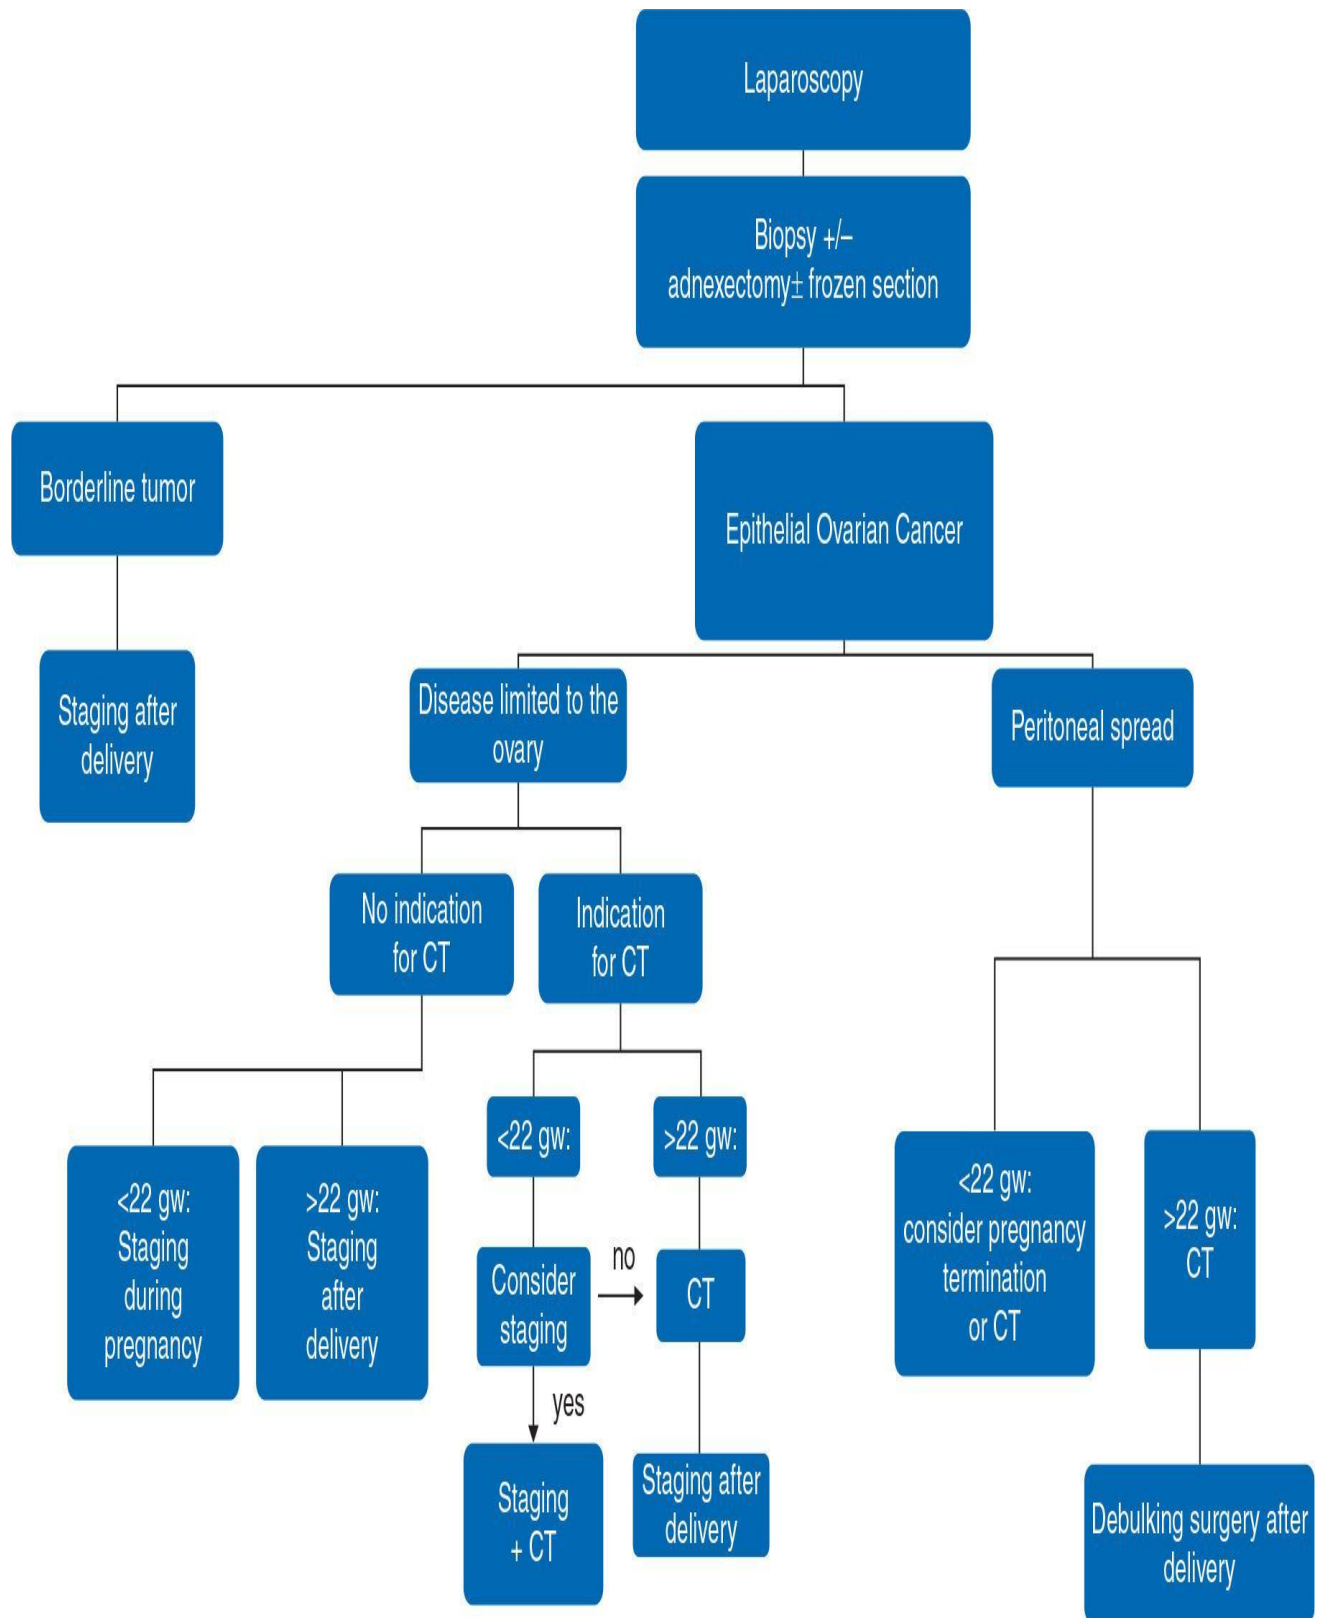 Laparoscopy
Biopsy +/–
adnexectomy± frozen section
Borderline tumor
Epithelial Ovarian Cancer
Staging after
delivery
Disease limited to the
ovary
Peritoneal spread
No indication
for CT
Indication
for CT
<22 gw:
Staging
during
pregnancy
>22 gw:
Staging
after
delivery
<22 gw:
>22 gw:
Consider
staging
no
CT
yes
Staging
+ CT
Staging after
delivery
<22 gw:
consider pregnancy
termination
or CT
>22 gw:
CT
Debulking surgery after
delivery